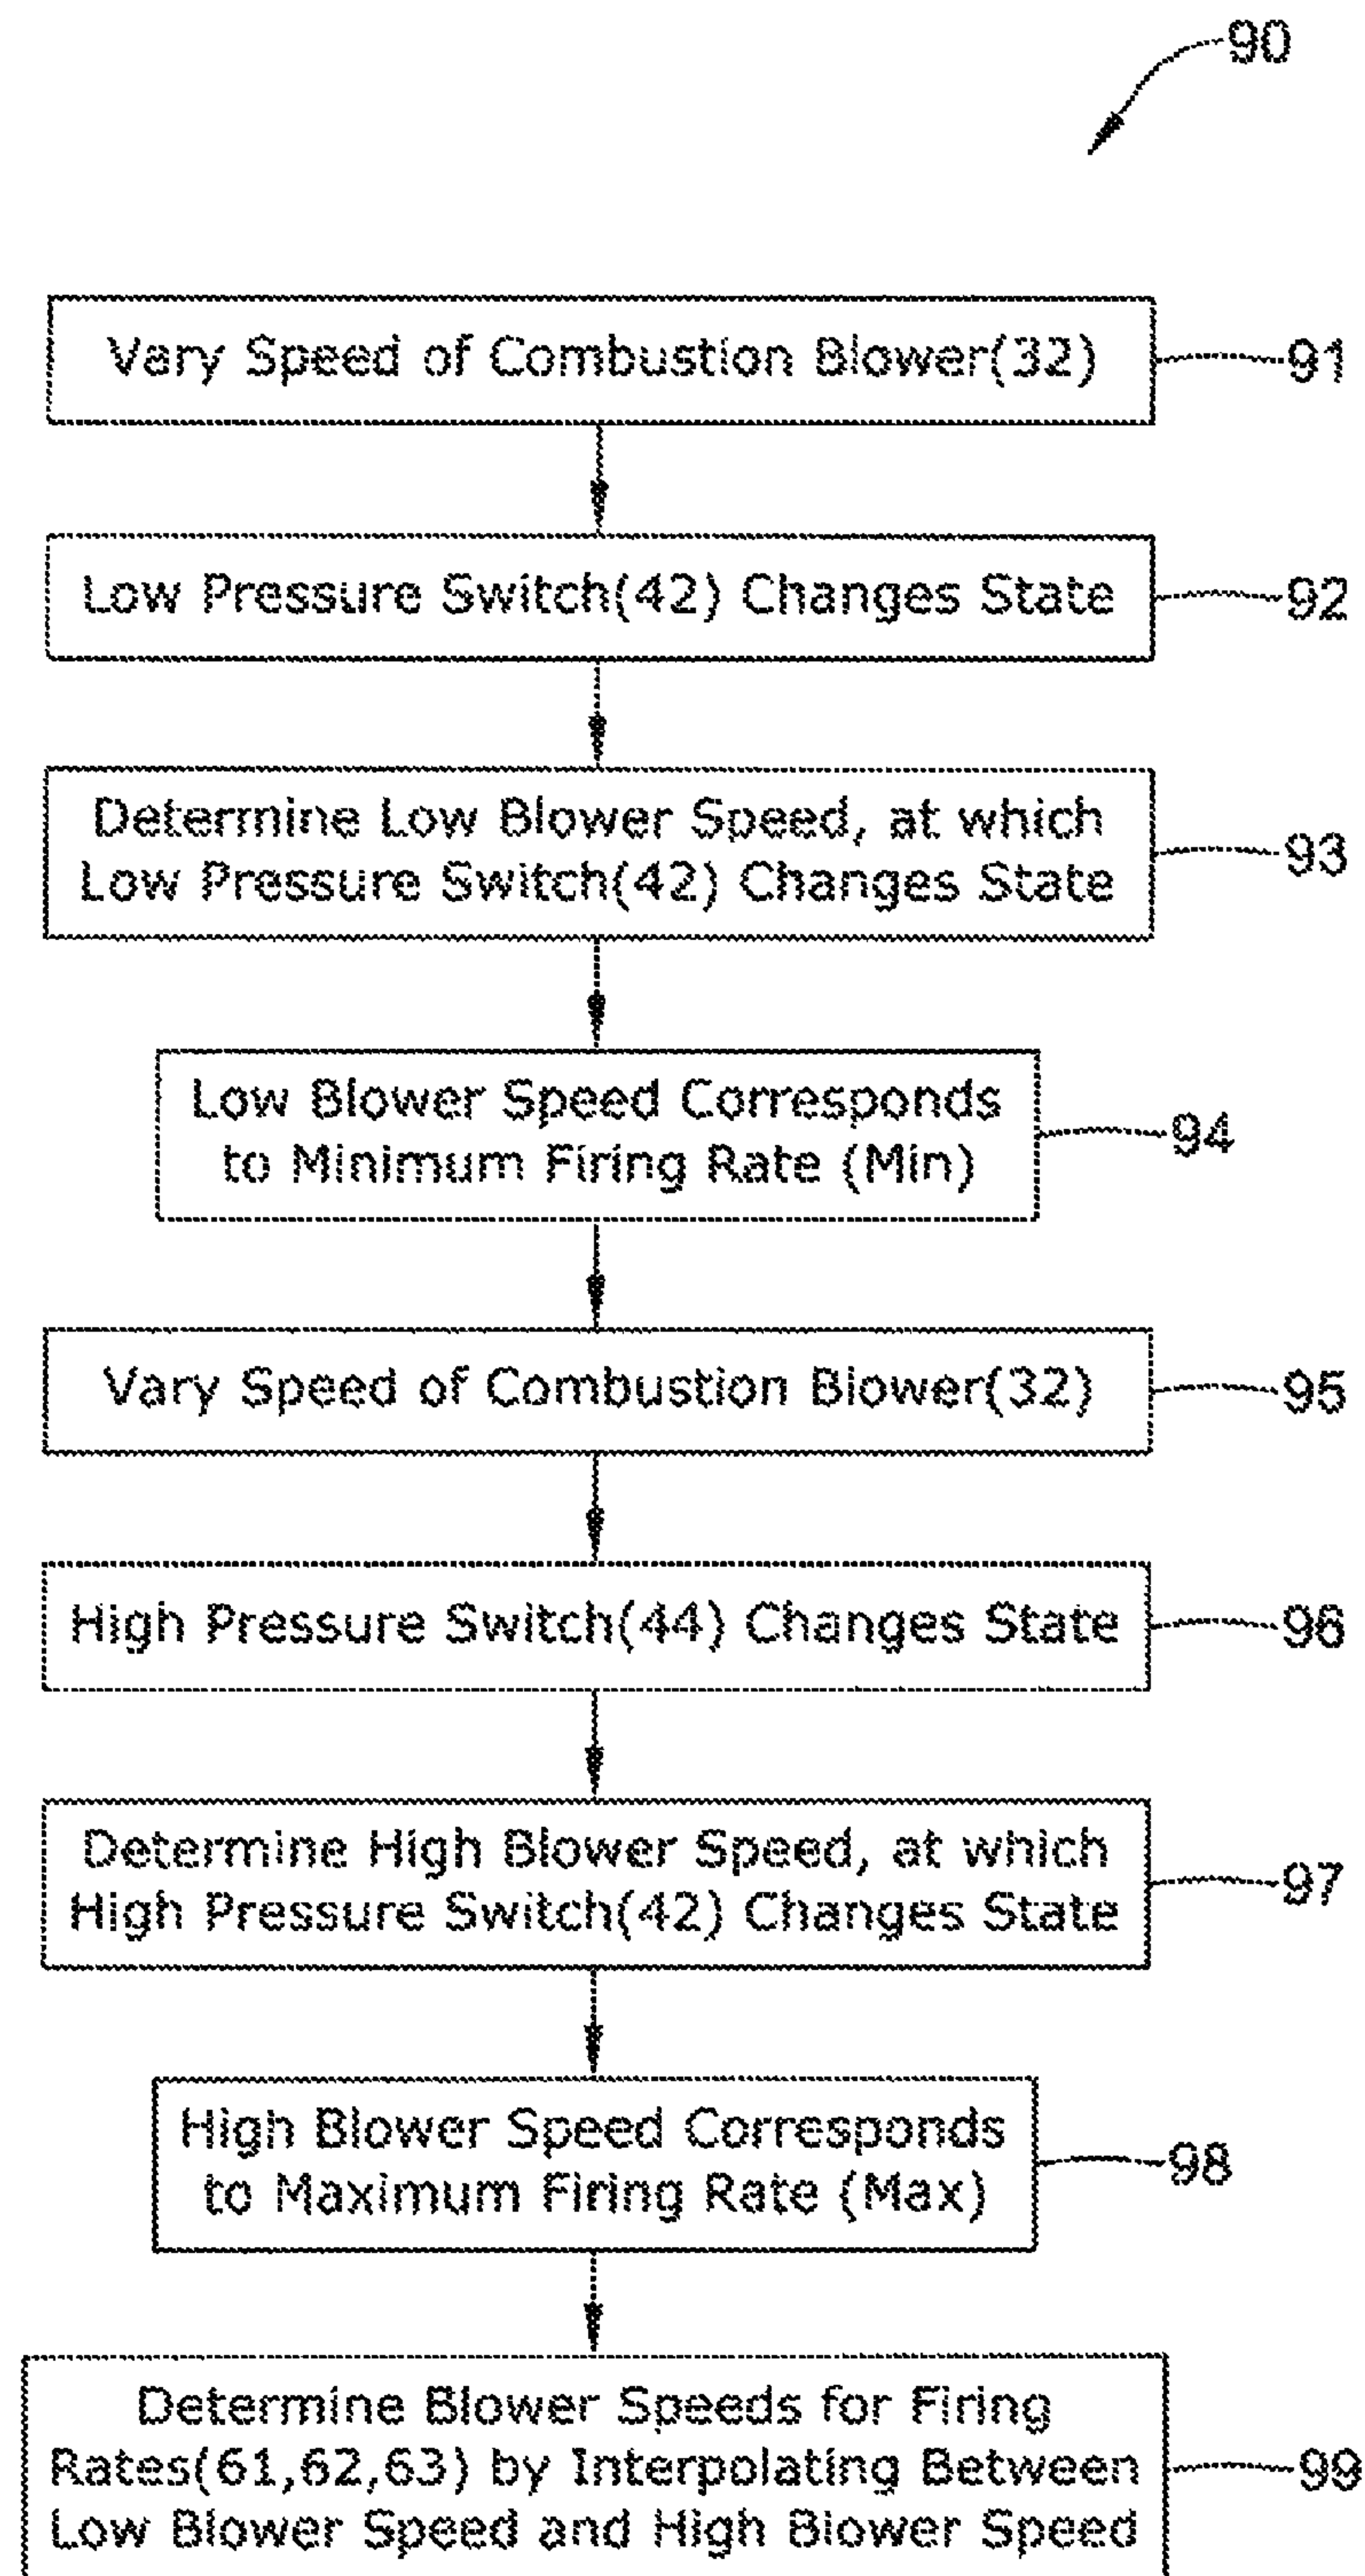 90
Vary Speed of Combustion Blower(32)
91
Low Pressure Switch(42) Changes State
92
Determine Low Blower Speed, at which
Low Pressure Switch(42) Changes State
93
Low Blower Speed Corresponds
to Minimum Firing Rate (Min)
94
Vary Speed of Combustion Blower(32)
95
High Pressure Switch(44) Changes State
96
Determine High Blower Speed, at which
High Pressure Switch(42) Changes State
97
High Blower Speed Corresponds
to Maximum Firing Rate (Max)
98
Determine Blower Speeds for Firing
Rates(61,62,63) by Interpolating Between
Low Blower Speed and High Blower Speed
99